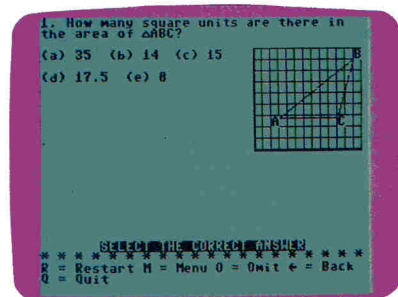 1. How many square units are there in
the area of △ABC?
(a) 35 (b) 14 (c) 15
(d) 17.5 (e) 8
B
A
C
SELECT THE CORRECT ANSWER
* * * * * * * * * * * * * * * * * * *
R = Restart M = Menu O = Omit ← = Back
Q = Quit